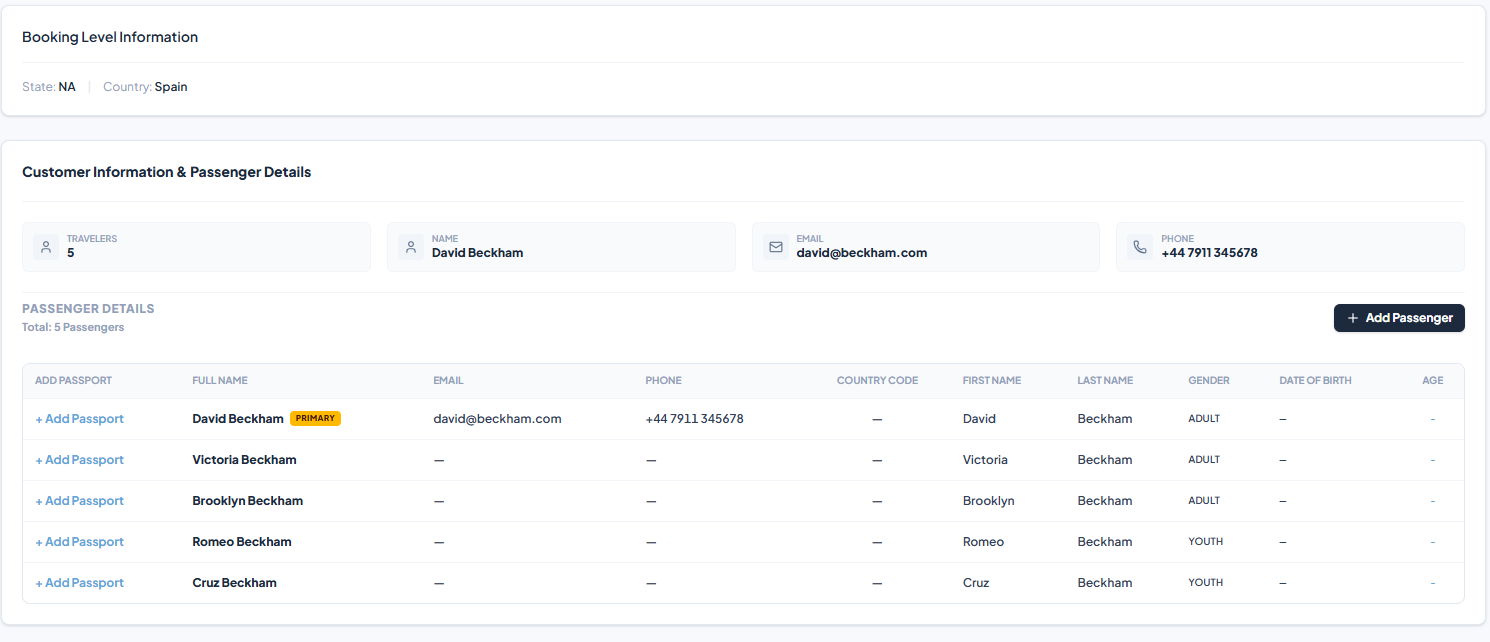 Booking Level Information
State: NA | Country: Spain
Customer Information & Passenger Details
TRAVELERS
5
NAME
David Beckham
EMAIL
david@beckham.com
PHONE
+44 7911 345678
PASSENGER DETAILS
Total: 5 Passengers
+ Add Passenger
ADD PASSPORT FULL NAME EMAIL PHONE COUNTRY CODE FIRST NAME LAST NAME GENDER DATE OF BIRTH AGE
+ Add Passport David Beckham PRIMARY david@beckham.com +44 7911 345678 — David Beckham ADULT — -
+ Add Passport Victoria Beckham — — — Victoria Beckham ADULT — -
+ Add Passport Brooklyn Beckham — — — Brooklyn Beckham ADULT — -
+ Add Passport Romeo Beckham — — — Romeo Beckham YOUTH — -
+ Add Passport Cruz Beckham — — — Cruz Beckham YOUTH — -